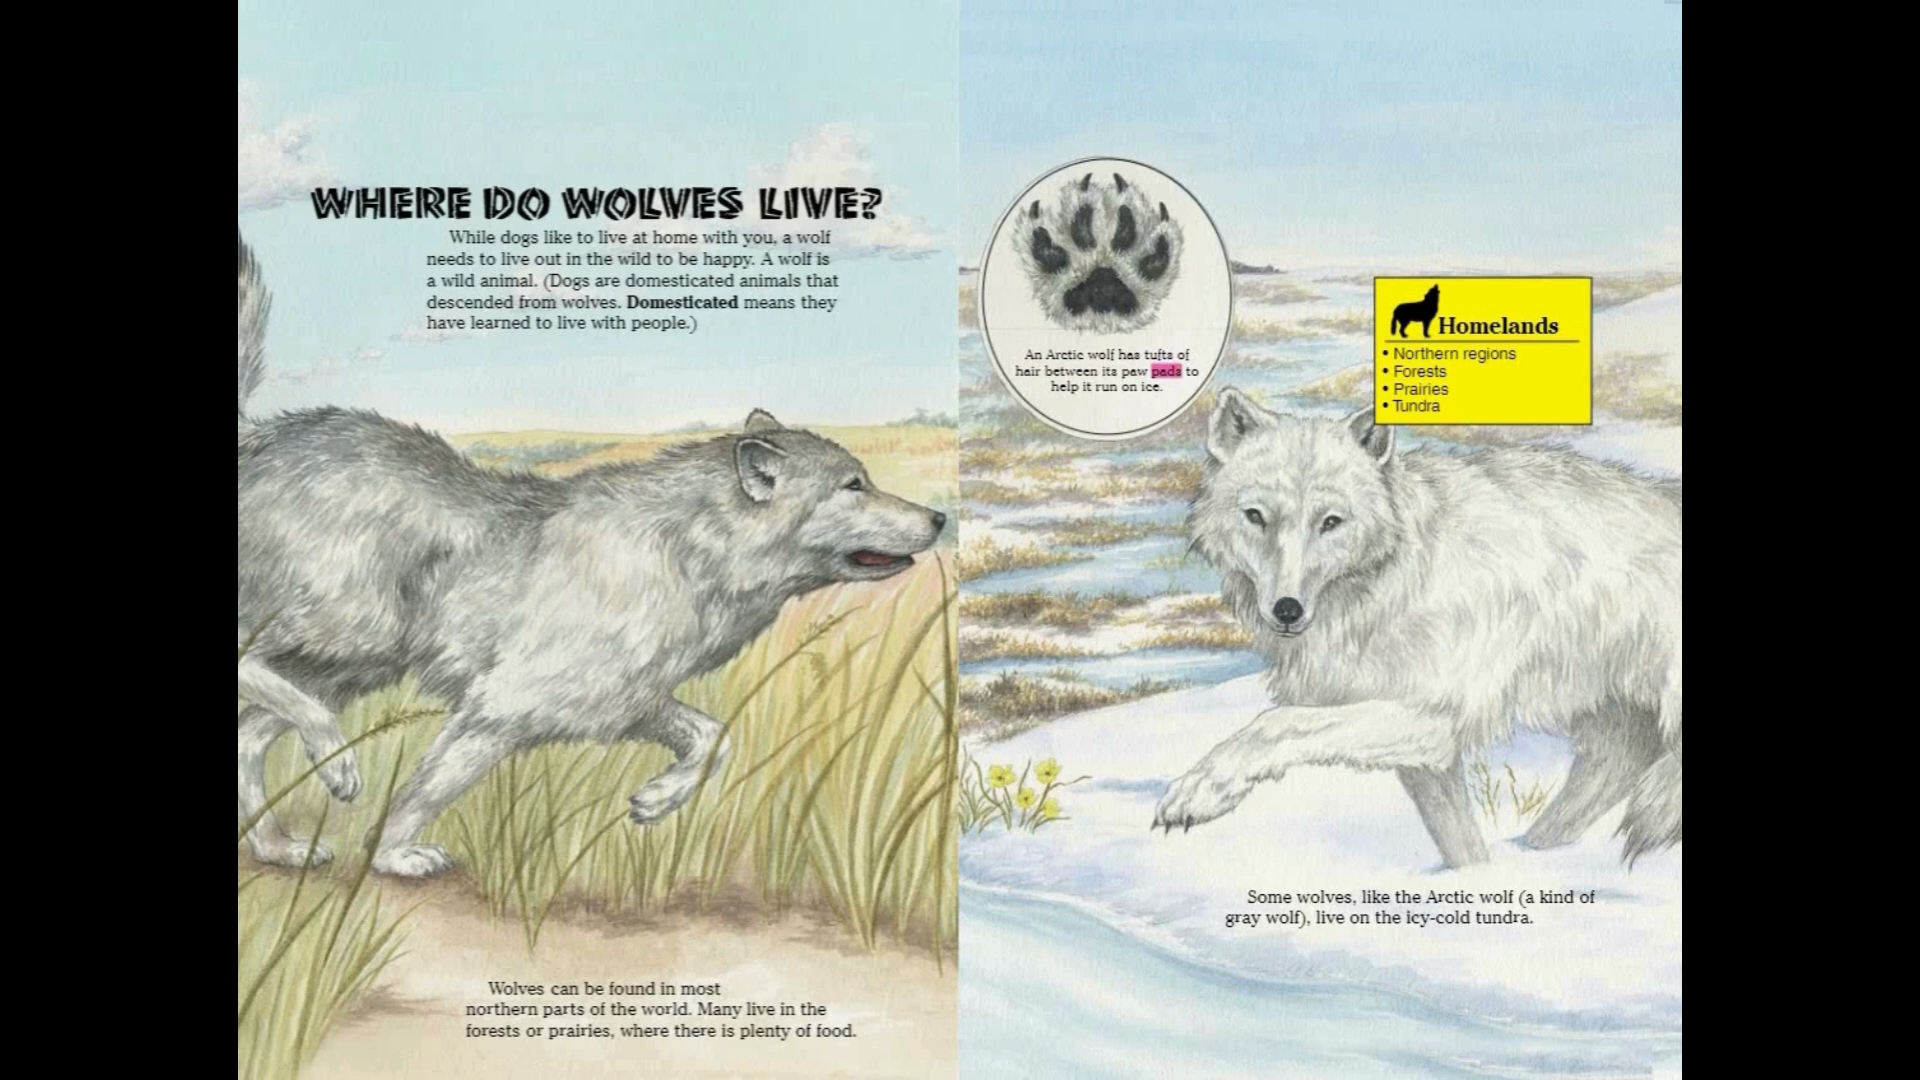 WHERE DO WOLVES LIVE?
While dogs like to live at home with you, a wolf
needs to live out in the wild to be happy. A wolf is
a wild animal. (Dogs are domesticated animals that
descended from wolves. Domesticated means they
have learned to live with people.)
Wolves can be found in most
northern parts of the world. Many live in the
forests or prairies, where there is plenty of food.
An Arctic wolf has tufts of
hair between its paw pads to
help it run on ice.
Homelands
• Northern regions
• Forests
• Prairies
• Tundra
Some wolves, like the Arctic wolf (a kind of
gray wolf), live on the icy-cold tundra.